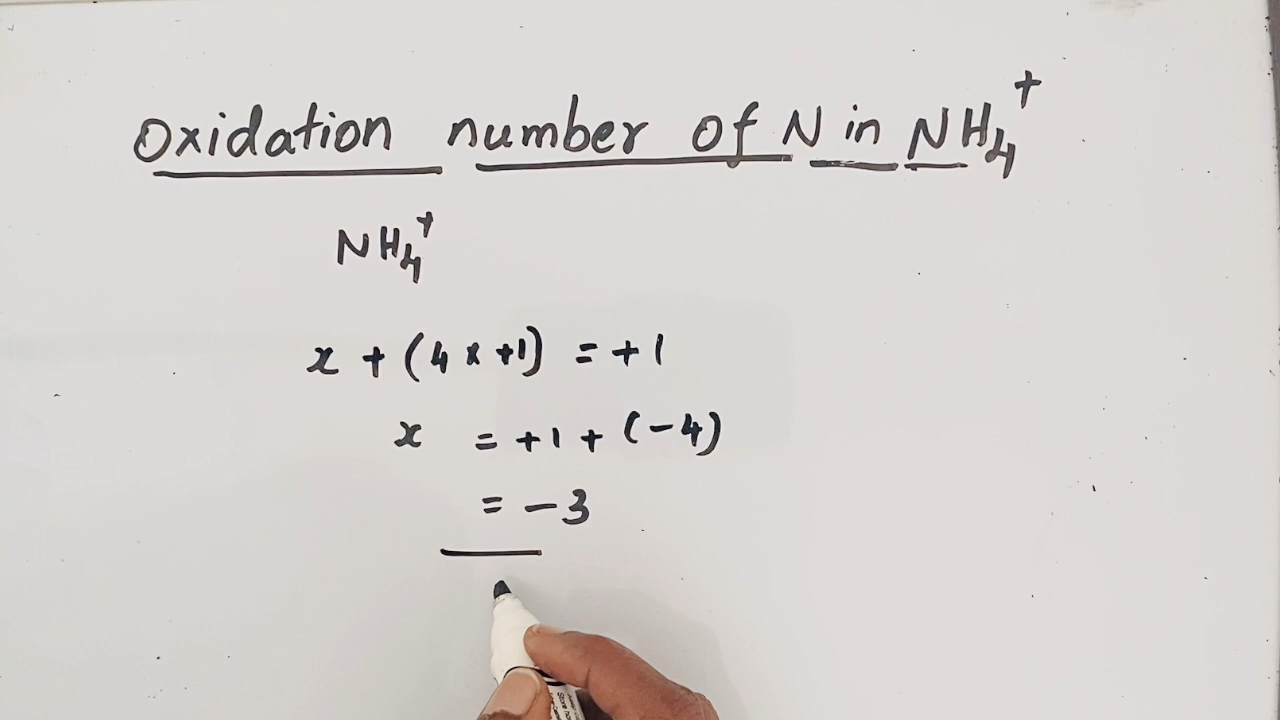 Oxidation number of N in NH₄⁺
NH₄⁺
x + (4 x +1) = +1
x = +1 + (-4)
= -3